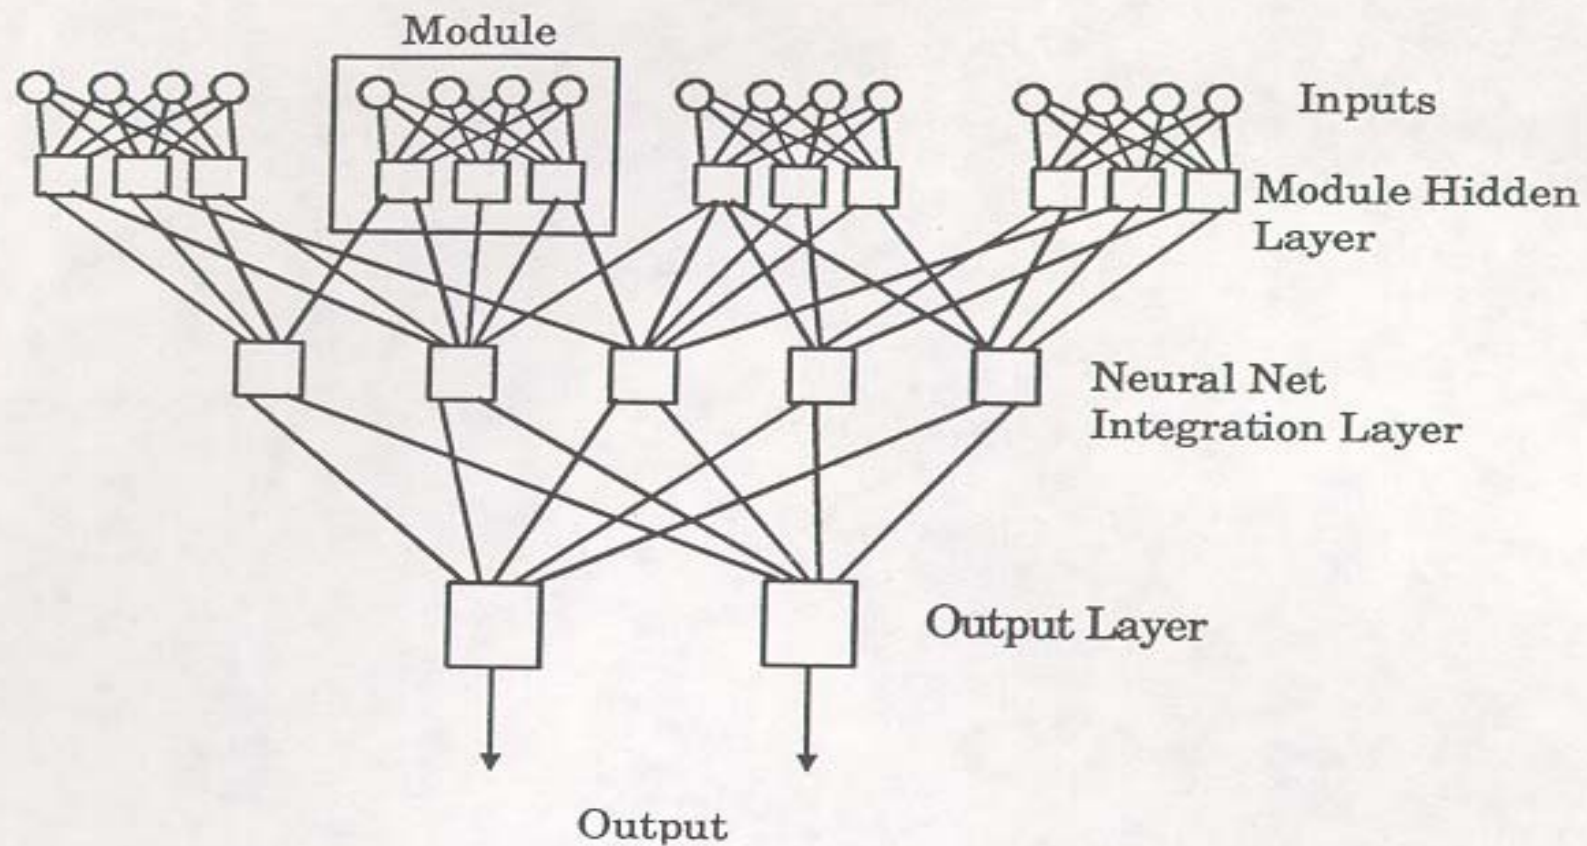 Module
Inputs
Module Hidden
Layer
Neural Net
Integration Layer
Output Layer
Output